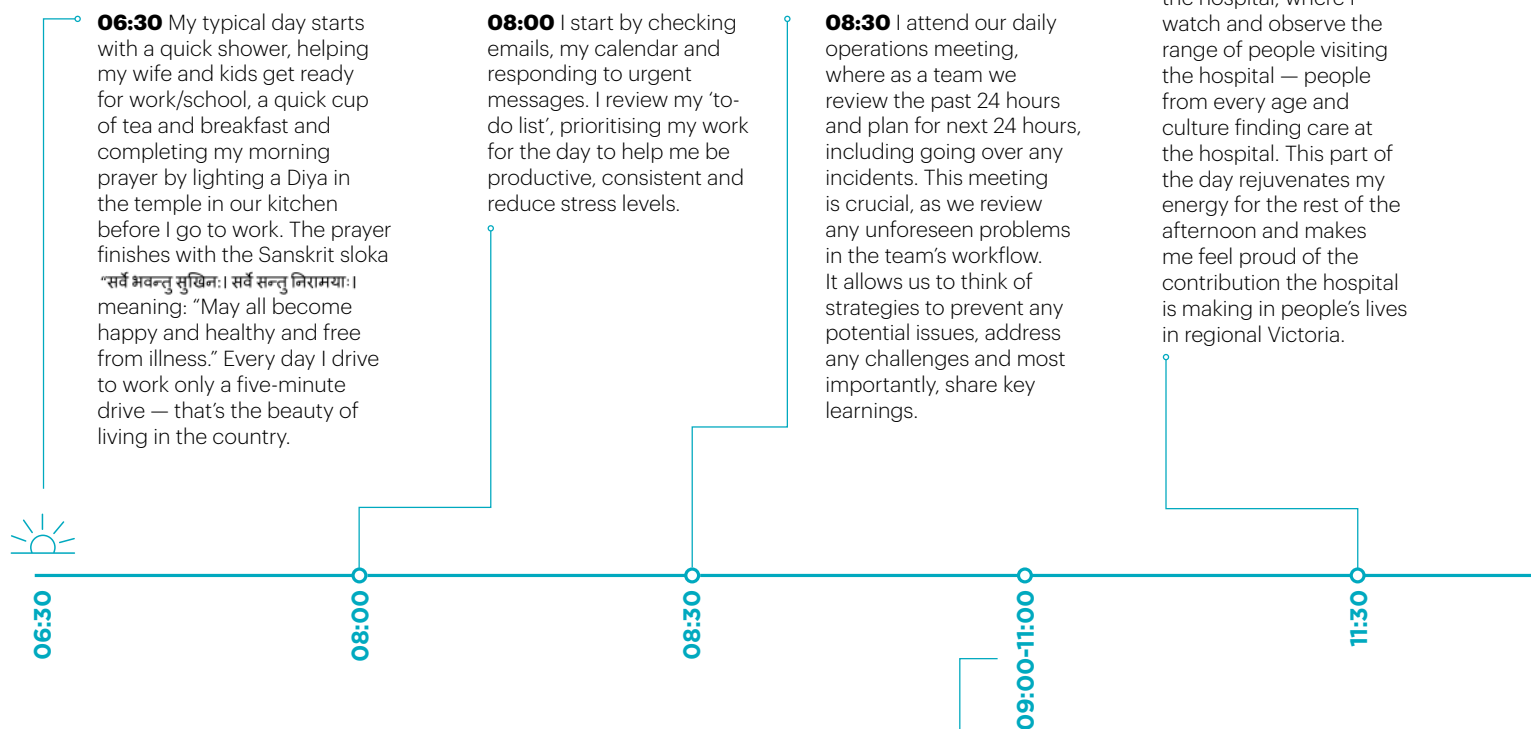 06:30 My typical day starts
with a quick shower, helping
my wife and kids get ready
for work/school, a quick cup
of tea and breakfast and
completing my morning
prayer by lighting a Diya in
the temple in our kitchen
before I go to work. The prayer
finishes with the Sanskrit sloka
“सर्वे भवन्तु सुखिनः। सर्वे सन्तु निरामयाः।
meaning: “May all become
happy and healthy and free
from illness.” Every day I drive
to work only a five-minute
drive — that’s the beauty of
living in the country.
08:00 I start by checking
emails, my calendar and
responding to urgent
messages. I review my ‘to-
do list’, prioritising my work
for the day to help me be
productive, consistent and
reduce stress levels.
08:30 I attend our daily
operations meeting,
where as a team we
review the past 24 hours
and plan for next 24 hours,
including going over any
incidents. This meeting
is crucial, as we review
any unforeseen problems
in the team’s workflow.
It allows us to think of
strategies to prevent any
potential issues, address
any challenges and most
importantly, share key
learnings.
the hospital, where I
watch and observe the
range of people visiting
the hospital — people
from every age and
culture finding care at
the hospital. This part of
the day rejuvenates my
energy for the rest of the
afternoon and makes
me feel proud of the
contribution the hospital
is making in people’s lives
in regional Victoria.
06:30
08:00
08:30
09:00-11:00
11:30